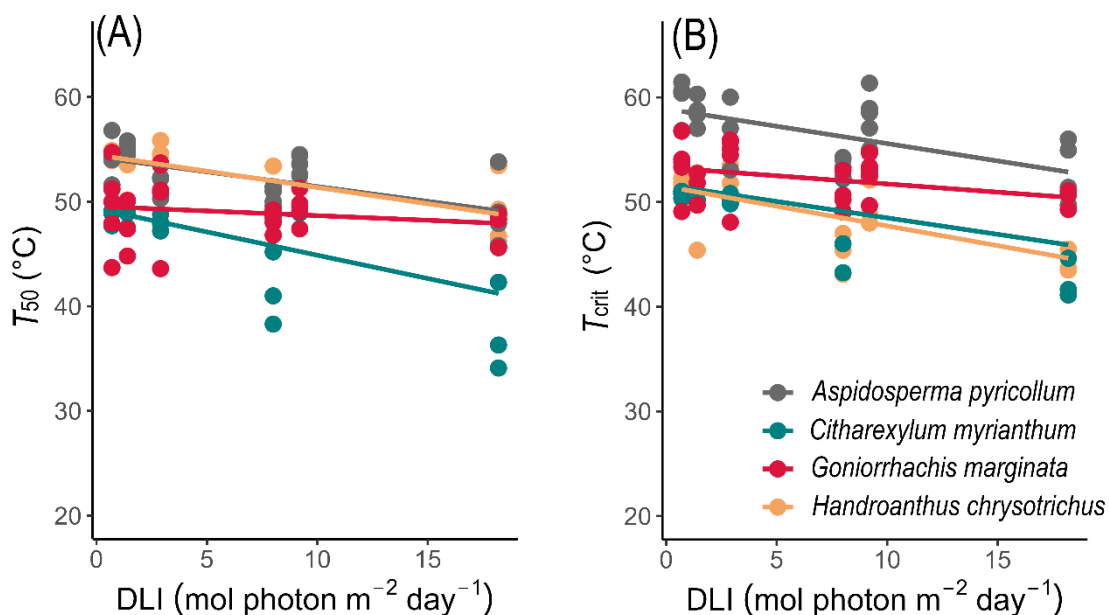 (A)
60
50
40
30
20
T50 (°C)
0 5 10 15
DLI (mol photon m−2 day−1)
(B)
60
50
40
30
20
Tcrit (°C)
0 5 10 15
DLI (mol photon m−2 day−1)
Aspidosperma pyricollum
Citharexylum myrianthum
Goniorrhachis marginata
Handroanthus chrysotrichus